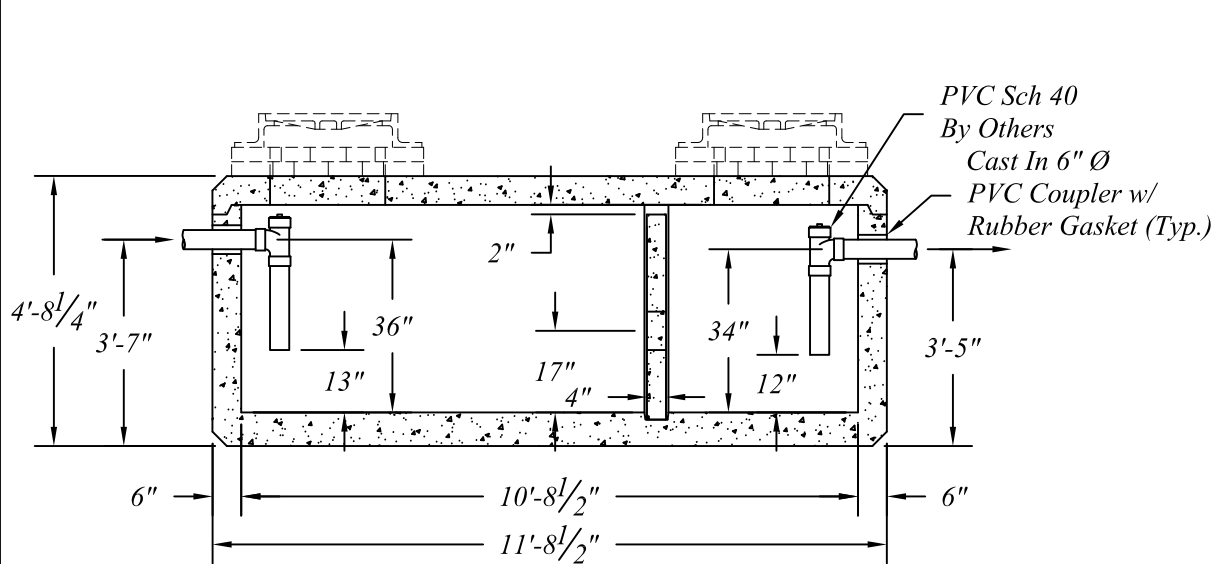 PVC Sch 40
By Others
Cast In 6" Ø
PVC Coupler w/
Rubber Gasket (Typ.)
2"
4'-8 1/4"
3'-7"
36"
34"
3'-5"
13"
17"
12"
4"
6"
10'-8 1/2"
6"
11'-8 1/2"